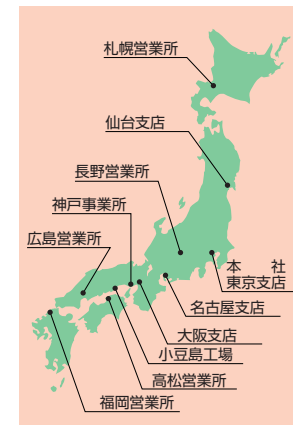 札幌営業所
仙台支店
長野営業所
神戸事業所
広島営業所
本　社
東京支店
名古屋支店
大阪支店
小豆島工場
高松営業所
福岡営業所